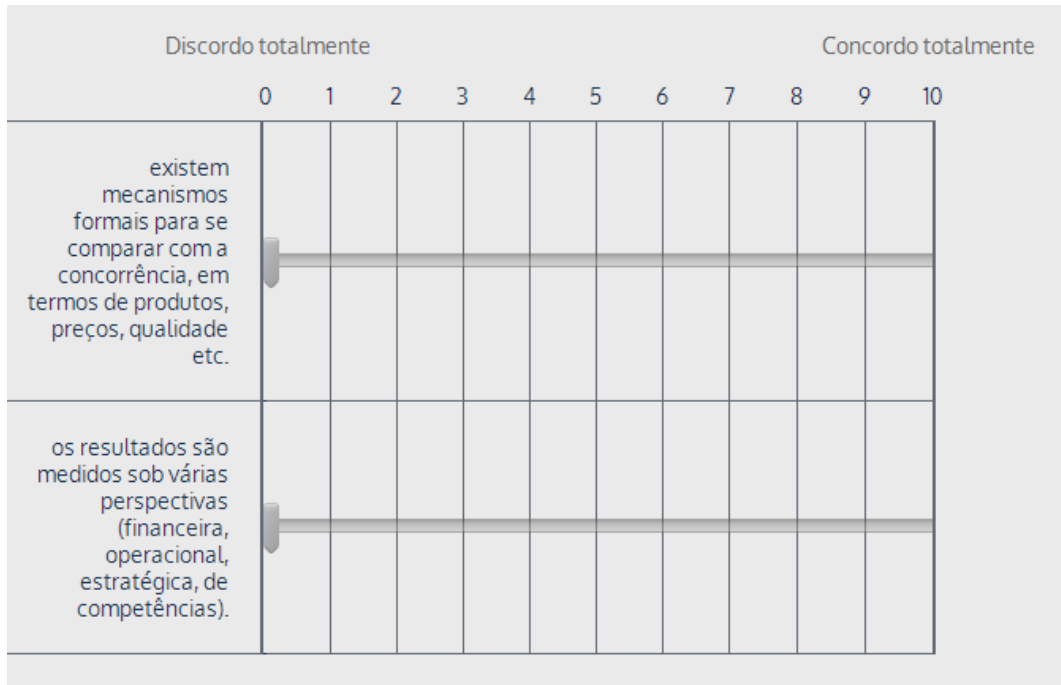 Discordo totalmente Concordo totalmente
0 1 2 3 4 5 6 7 8 9 10
existem
mecanismos
formais para se
comparar com a
concorrência, em
termos de produtos,
preços, qualidade
etc.
os resultados são
medidos sob várias
perspectivas
(financeira,
operacional,
estratégica, de
competências).